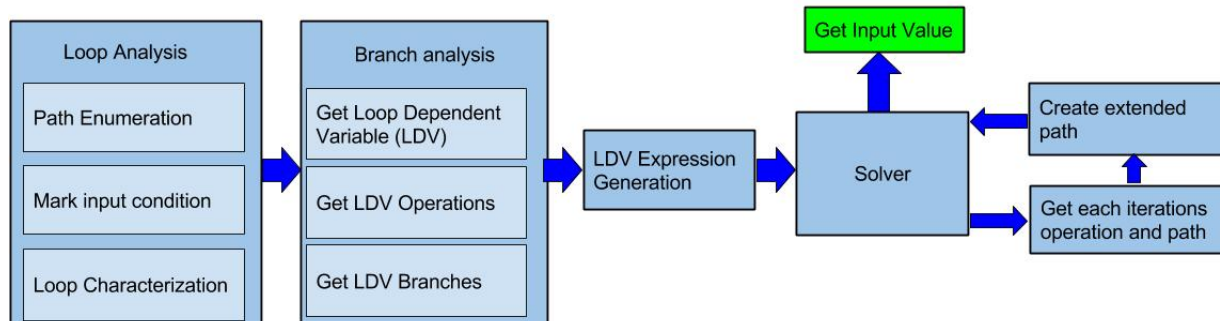 Loop Analysis
Path Enumeration
Mark input condition
Loop Characterization
Branch analysis
Get Loop Dependent
Variable (LDV)
Get LDV Operations
Get LDV Branches
LDV Expression
Generation
Get Input Value
Solver
Create extended
path
Get each iterations
operation and path